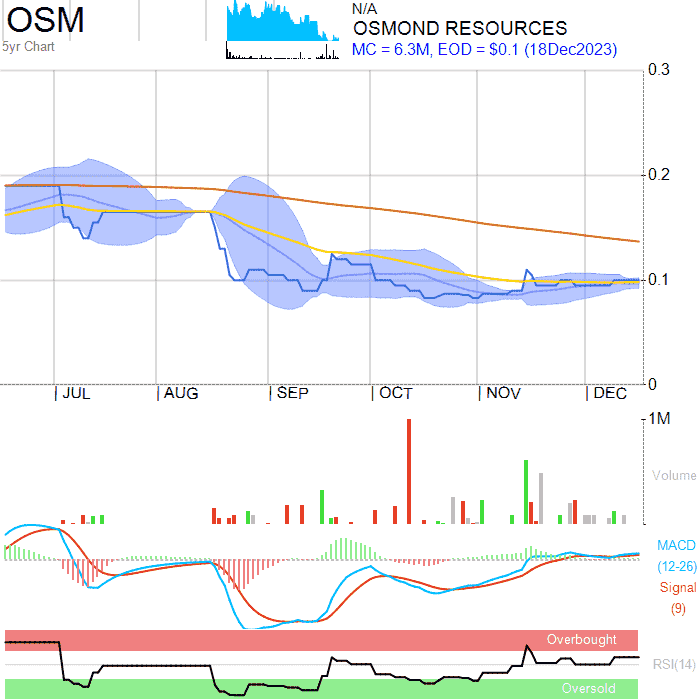 OSM
5yr Chart
N/A
OSMOND RESOURCES
MC = 6.3M, EOD = $0.1 (18Dec2023)
0.3
0.2
0.1
0
JUL AUG SEP OCT NOV DEC
1M
Volume
MACD
(12-26)
Signal
(9)
Overbought
RSI(14)
Oversold